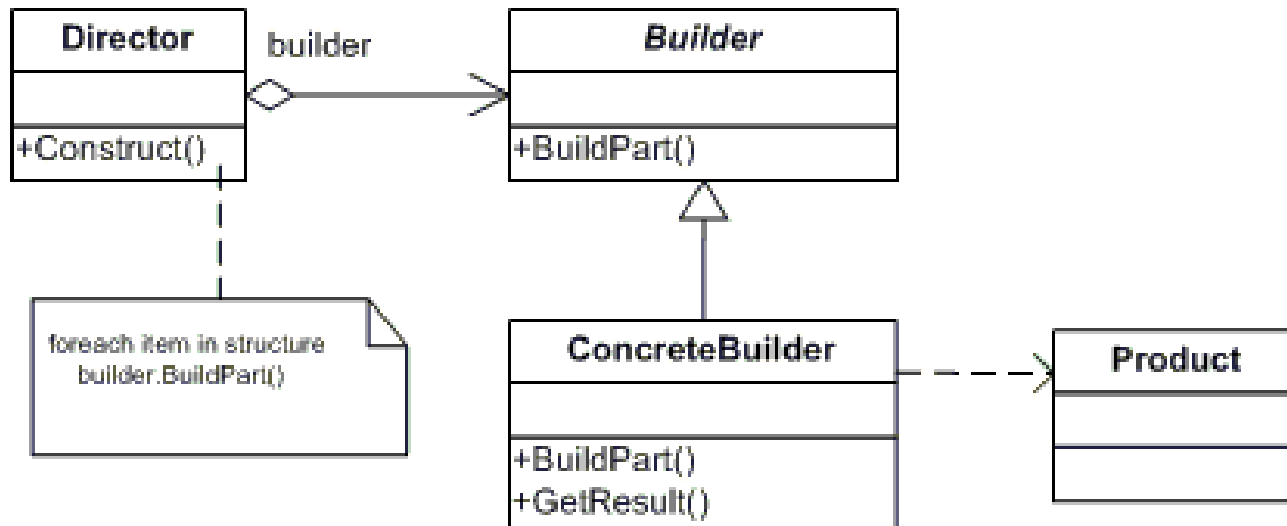 Director
builder
Builder
+Construct()
+BuildPart()
foreach item in structure
builder.BuildPart()
ConcreteBuilder
Product
+BuildPart()
+GetResult()